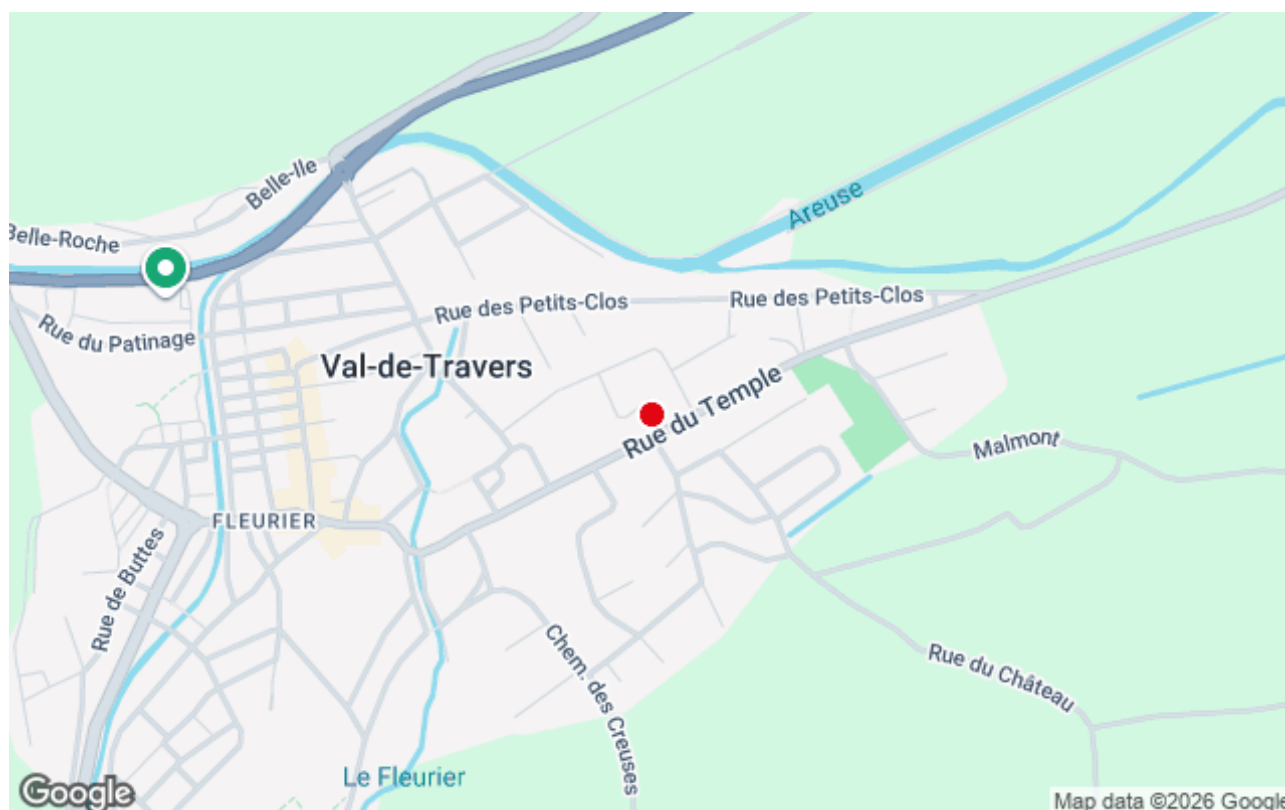 Belle-Ile
Areuse
Belle-Roche
Rue des Petits-Clos
Rue des Petits-Clos
Rue du Patinage
Val-de-Travers
Rue du Temple
Malmont
FLEURIER
Rue de Buttes
Chem. des Creuses
Rue du Château
Le Fleurier
Google
Map data ©2026 Google